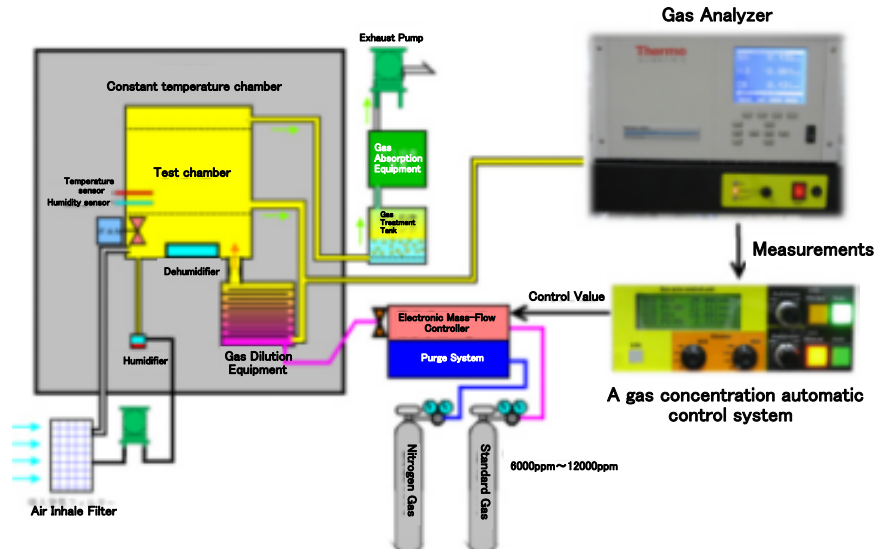 Gas Analyzer
Exhaust Pump
Thermo
Constant temperature chamber
Test chamber
Gas
Absorption
Equipment
Temperature
sensor
Humidity sensor
Gas
Treatment
Tank
FAN
Dehumidifier
Measurements
Control Value
Electronic Mass-Flow
Controller
Purge System
Humidifier
Gas Dilution
Equipment
A gas concentration automatic
control system
Nitrogen Gas
Standard Gas
6000ppm～12000ppm
Air Inhale Filter